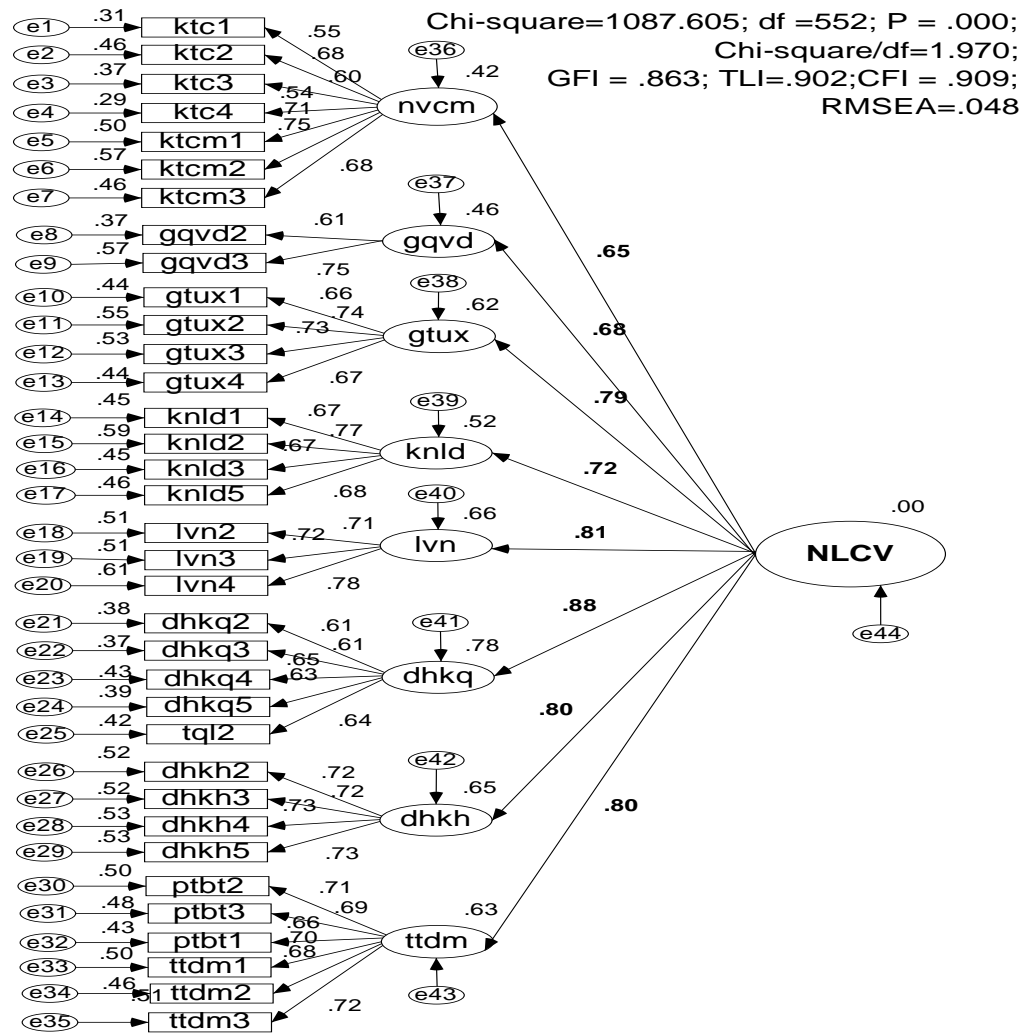 Chi-square=1087.605; df =552; P = .000;
Chi-square/df=1.970;
GFI = .863; TLI=.902;CFI = .909;
RMSEA=.048
e1 .31 ktc1 .55
e2 .46 ktc2 .68
e3 .37 ktc3 .60
e4 .29 ktc4 .54
e5 .50 ktcm1 .71
e6 .57 ktcm2 .75
e7 .46 ktcm3 .68
e36 .42
nvcm .65
e8 .37 gqvd2 .61
e9 .57 gqvd3 .75
e37 .46
gqvd .68
e10 .44 gtux1 .66
e11 .55 gtux2 .74
e12 .53 gtux3 .73
e13 .44 gtux4 .67
e38 .62
gtux .79
e14 .45 knld1 .67
e15 .59 knld2 .77
e16 .45 knld3 .67
e17 .46 knld5 .68
e39 .52
knld .72
e18 .51 lvn2 .71
e19 .51 lvn3 .72
e20 .61 lvn4 .78
e40 .66
lvn .81
.00
NLCV
e44
e21 .38 dhkq2 .61
e22 .37 dhkq3 .61
e23 .43 dhkq4 .65
e24 .39 dhkq5 .63
e25 .42 tql2 .64
e41 .78
dhkq .88
e26 .52 dhkh2 .72
e27 .52 dhkh3 .72
e28 .53 dhkh4 .73
e29 .53 dhkh5 .73
e42 .65
dhkh .80
e30 .50 ptbt2 .71
e31 .48 ptbt3 .69
e32 .43 ptbt1 .66
e33 .50 ttdm1 .70
e34 .46 ttdm2 .68
e35 .51 ttdm3 .72
.63
ttdm .80
e43